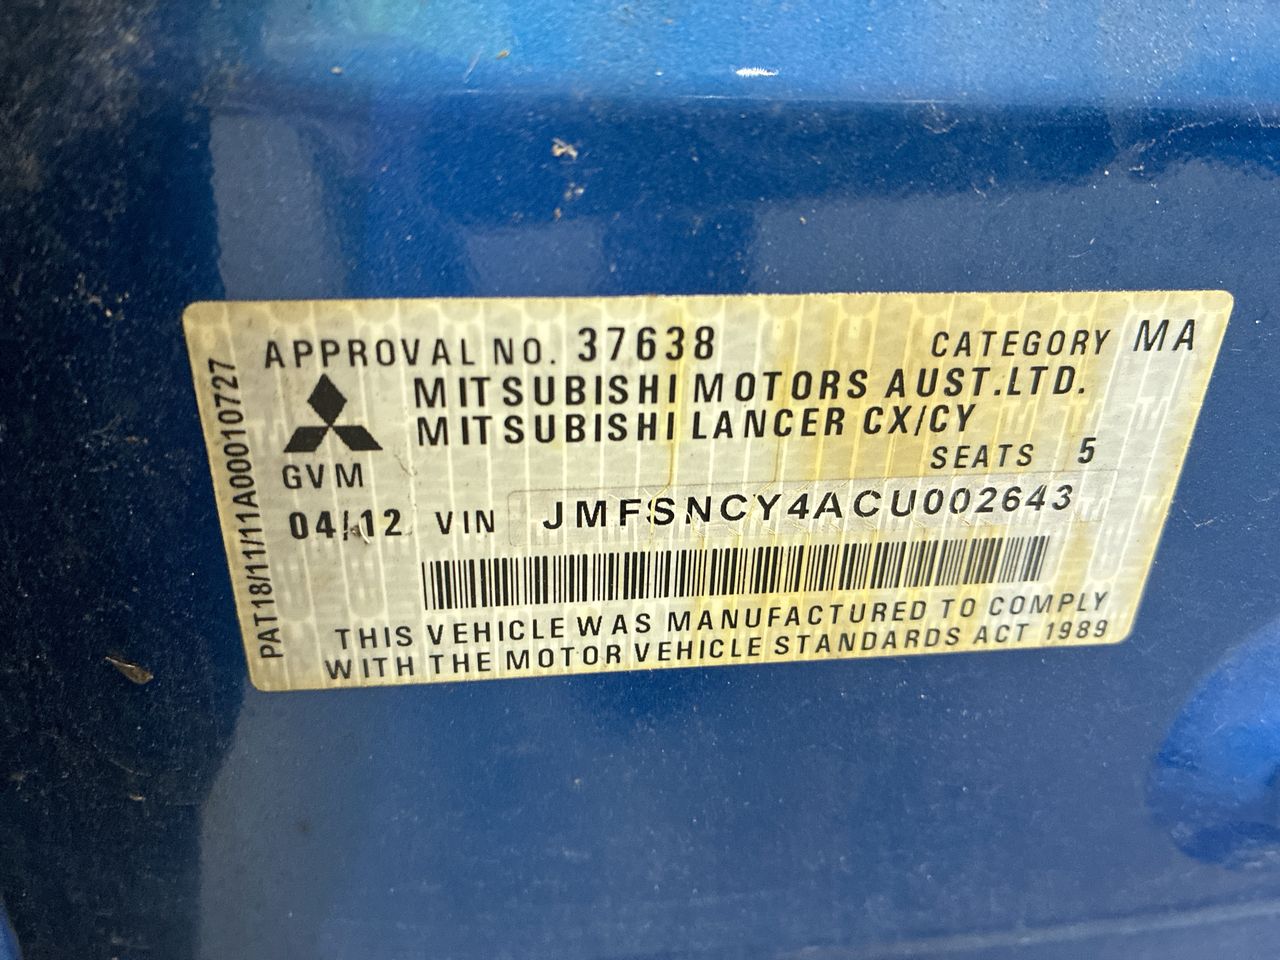 APPROVAL NO. 37638 CATEGORY MA
MITSUBISHI MOTORS AUST.LTD.
MITSUBISHI LANCER CX/CY
SEATS 5
GVM
04/12 VIN JMFSNCY4ACU002643
THIS VEHICLE WAS MANUFACTURED TO COMPLY
WITH THE MOTOR VEHICLE STANDARDS ACT 1989
PAT18/11/11A00010727